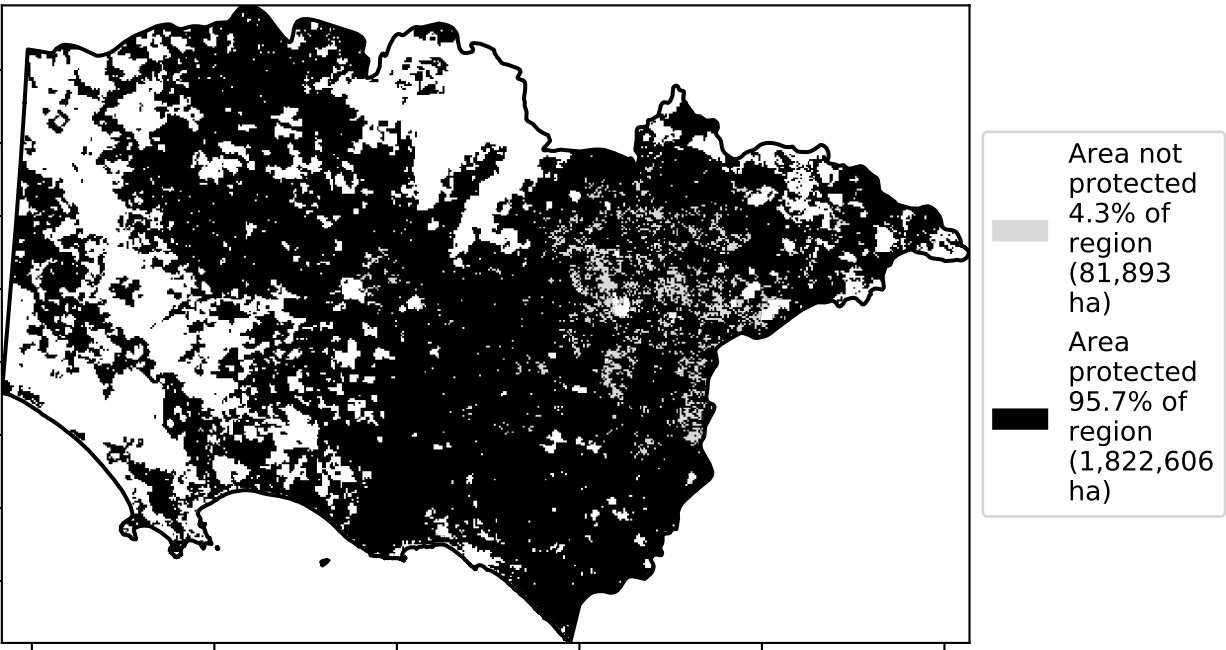 Area not
protected
4.3% of
region
(81,893
ha)
Area
protected
95.7% of
region
(1,822,606
ha)